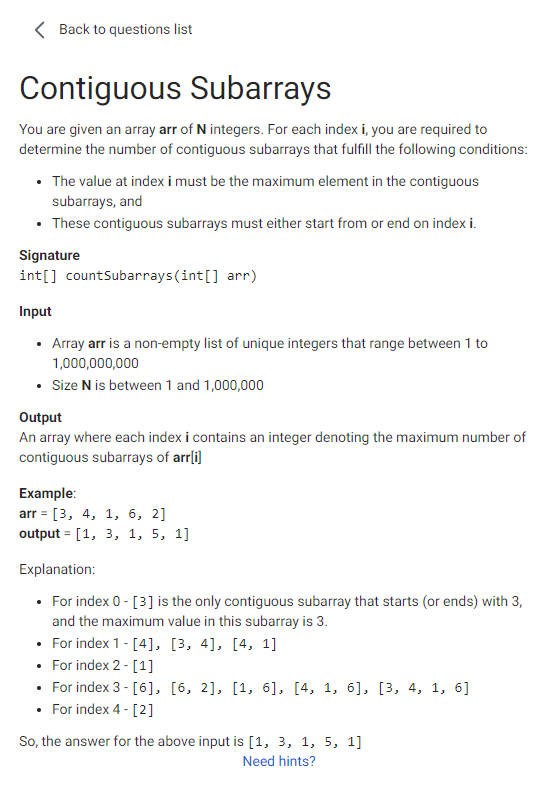 Back to questions list
Contiguous Subarrays
You are given an array arr of N integers. For each index i, you are required to
determine the number of contiguous subarrays that fulfill the following conditions:
• The value at index i must be the maximum element in the contiguous
subarrays, and
• These contiguous subarrays must either start from or end on index i.
Signature
int[] countSubarrays(int[] arr)
Input
• Array arr is a non-empty list of unique integers that range between 1 to
1,000,000,000
• Size N is between 1 and 1,000,000
Output
An array where each index i contains an integer denoting the maximum number of
contiguous subarrays of arr[i]
Example:
arr = [3, 4, 1, 6, 2]
output = [1, 3, 1, 5, 1]
Explanation:
• For index 0 - [3] is the only contiguous subarray that starts (or ends) with 3,
and the maximum value in this subarray is 3.
• For index 1 - [4], [3, 4], [4, 1]
• For index 2 - [1]
• For index 3 - [6], [6, 2], [1, 6], [4, 1, 6], [3, 4, 1, 6]
• For index 4 - [2]
So, the answer for the above input is [1, 3, 1, 5, 1]
Need hints?